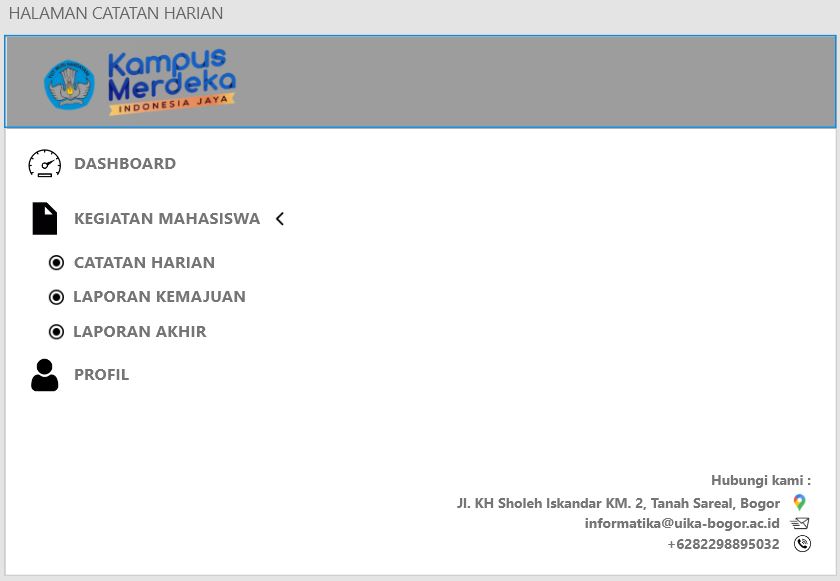 HALAMAN CATATAN HARIAN
Kampus
Merdeka
INDONESIA JAYA
DASHBOARD
KEGIATAN MAHASISWA
CATATAN HARIAN
LAPORAN KEMAJUAN
LAPORAN AKHIR
PROFIL
Hubungi kami :
Jl. KH Sholeh Iskandar KM. 2, Tanah Sareal, Bogor
informatika@uika-bogor.ac.id
+6282298895032